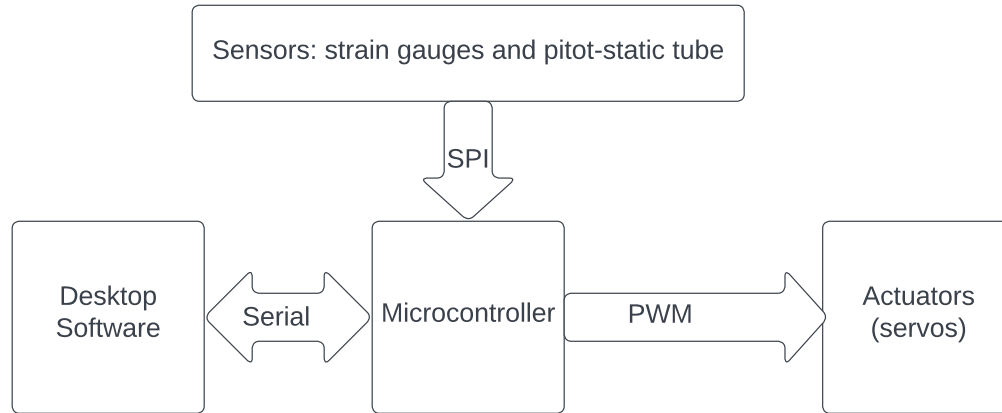 Sensors: strain gauges and pitot-static tube
SPI
Desktop
Software
Serial
Microcontroller
PWM
Actuators
(servos)